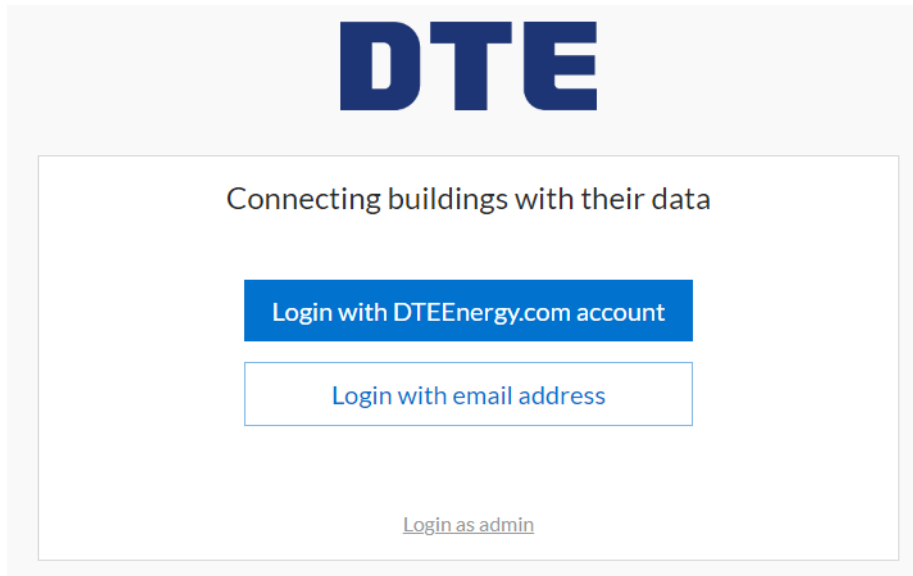 DTE
Connecting buildings with their data
Login with DTEEnergy.com account
Login with email address
Login as admin